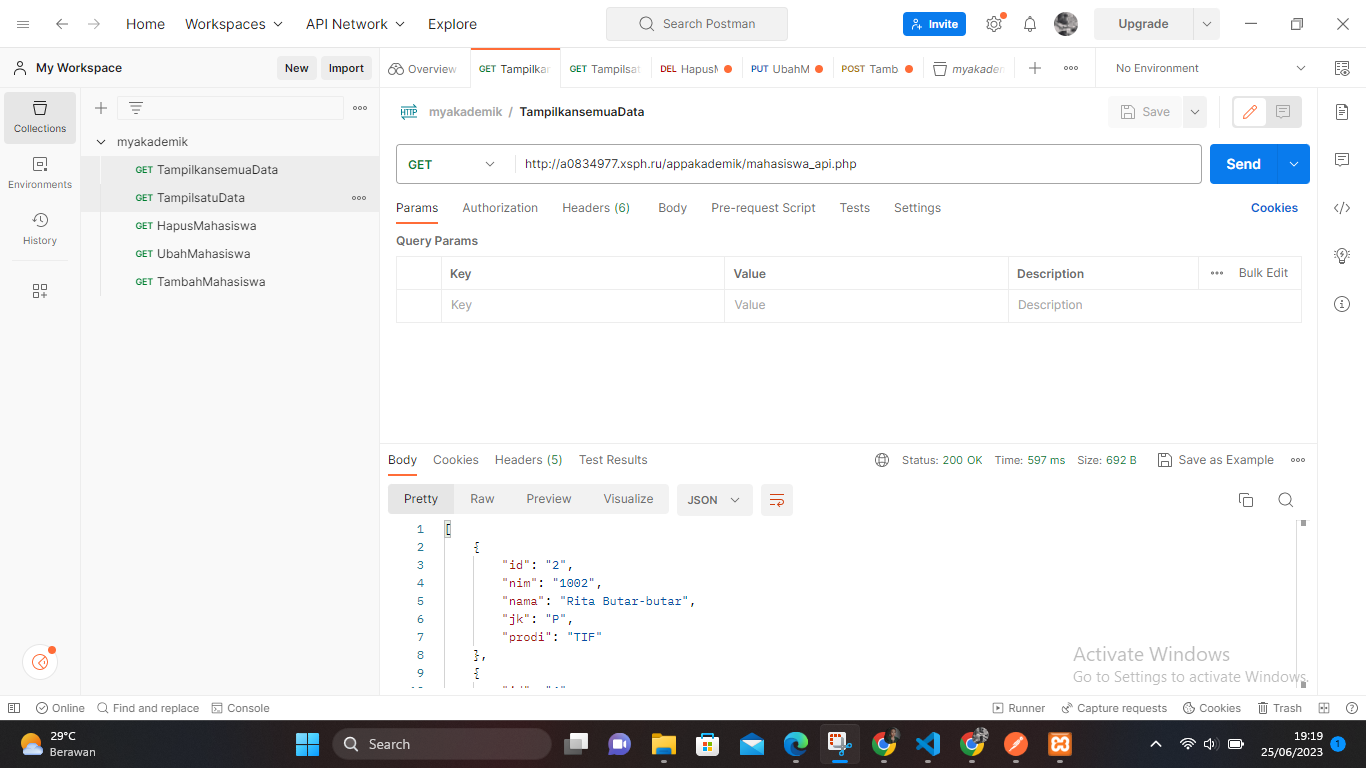 Home Workspaces API Network Explore Search Postman Invite Upgrade
My Workspace New Import Overview GET Tampilkan GET Tampilsat DEL HapusM PUT UbahM POST Tamb myakaden No Environment
Collections
Environments
History
myakademik
GET TampilkansemuaData
GET TampilsatuData
GET HapusMahasiswa
GET UbahMahasiswa
GET TambahMahasiswa
HTTP myakademik / TampilkansemuaData Save
GET http://a0834977.xsph.ru/appakademik/mahasiswa_api.php Send
Params Authorization Headers (6) Body Pre-request Script Tests Settings Cookies
Query Params
Key Value Description Bulk Edit
Key Value Description
Body Cookies Headers (5) Test Results Status: 200 OK Time: 597 ms Size: 692 B Save as Example
Pretty Raw Preview Visualize JSON
1 [
2 {
3 "id": "2",
4 "nim": "1002",
5 "nama": "Rita Butar-butar",
6 "jk": "P",
7 "prodi": "TIF"
8 },
9 {
Activate Windows
Go to Settings to activate Windows.
Online Find and replace Console Runner Capture requests Cookies Trash
29°C
Berawan
Search
19:19
25/06/2023
1